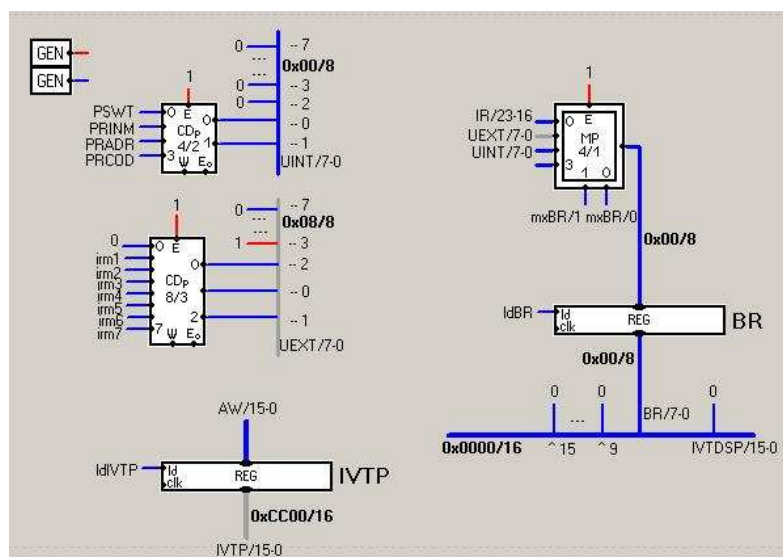 GEN
GEN
1
PSWT
PRINM
PRADR
PRCOD
0 E 0
CDP
4/2 1
3 W E0
0 -- 7
... ...
0x00/8
0 -- 3
0 -- 2
-- 0
-- 1
UINT/7-0
1
0
irm1
irm2
irm3
irm4
irm5
irm6
irm7
0 E
0
CDP
8/3
2
7 W E0
0 -- 7
... 0x08/8
...
1 -- 3
-- 2
-- 0
-- 1
UEXT/7-0
AW/15-0
ldIVTP
ld
clk REG
IVTP
0xCC00/16
IVTP/15-0
1
IR/23-16
UEXT/7-0
UINT/7-0
0 E
MP
4/1
3 1 0
mxBR/1 mxBR/0
0x00/8
ldBR
ld
clk REG
BR
0x00/8
0 0 0
... BR/7-0
0x0000/16
^15 ^9
IVTDSP/15-0